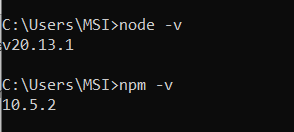 C:\Users\MSI>node -v
v20.13.1
C:\Users\MSI>npm -v
10.5.2